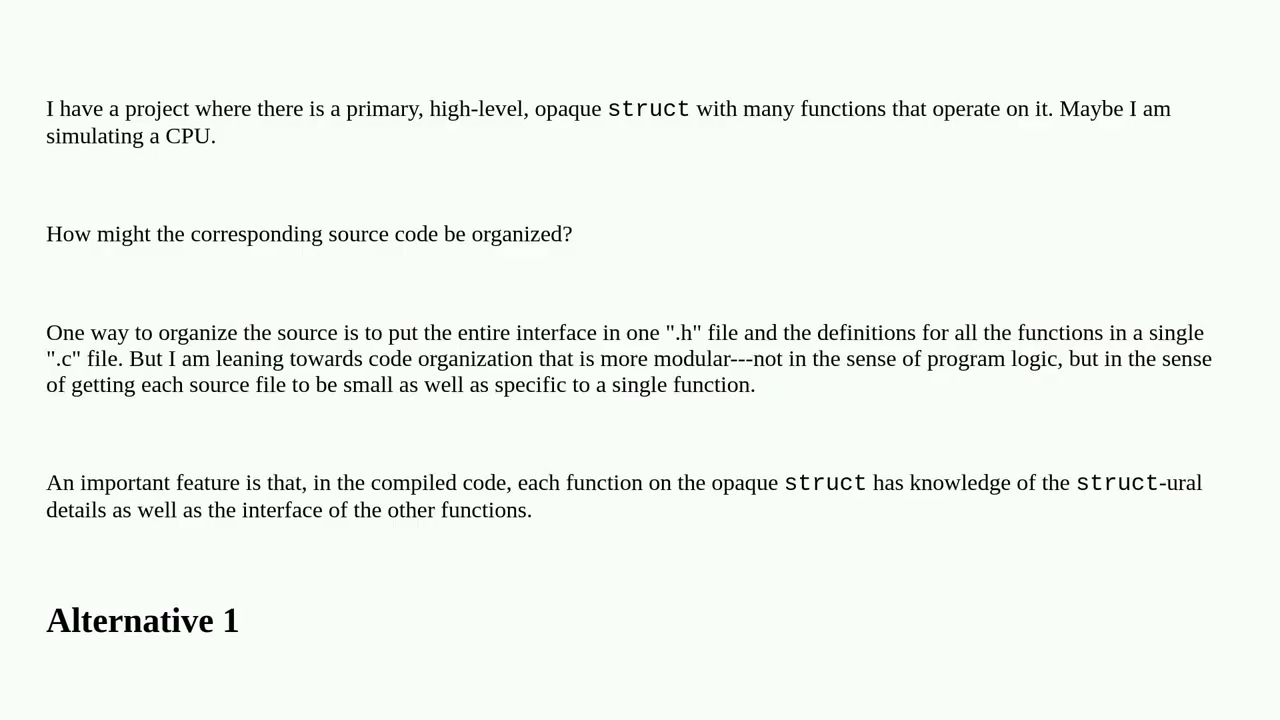 I have a project where there is a primary, high-level, opaque struct with many functions that operate on it. Maybe I am
simulating a CPU.
How might the corresponding source code be organized?
One way to organize the source is to put the entire interface in one ".h" file and the definitions for all the functions in a single
".c" file. But I am leaning towards code organization that is more modular---not in the sense of program logic, but in the sense
of getting each source file to be small as well as specific to a single function.
An important feature is that, in the compiled code, each function on the opaque struct has knowledge of the struct-ural
details as well as the interface of the other functions.
Alternative 1